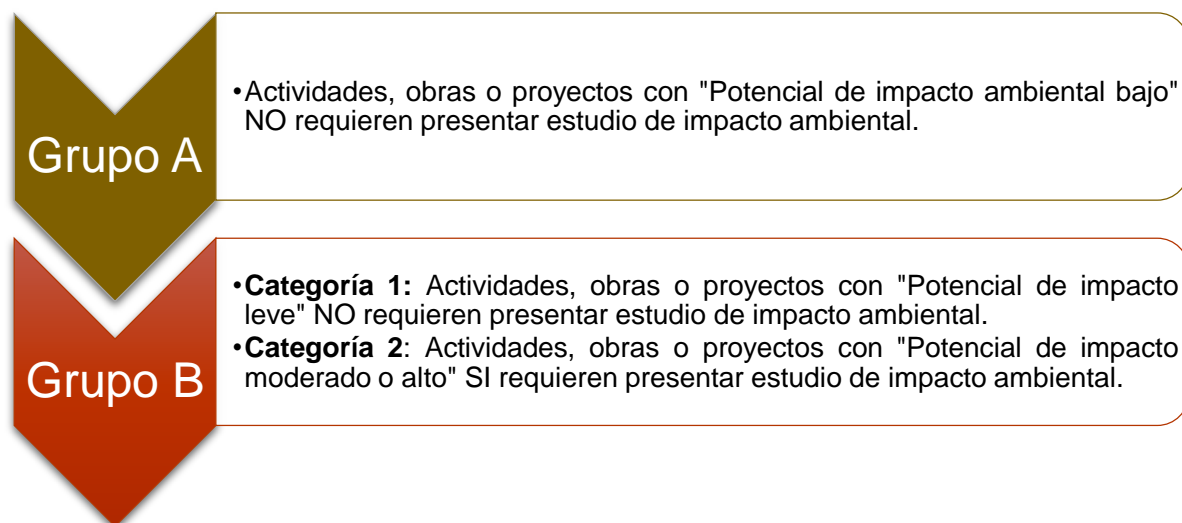 Grupo A
•Actividades, obras o proyectos con "Potencial de impacto ambiental bajo"
NO requieren presentar estudio de impacto ambiental.
Grupo B
•Categoría 1: Actividades, obras o proyectos con "Potencial de impacto
leve" NO requieren presentar estudio de impacto ambiental.
•Categoría 2: Actividades, obras o proyectos con "Potencial de impacto
moderado o alto" SI requieren presentar estudio de impacto ambiental.